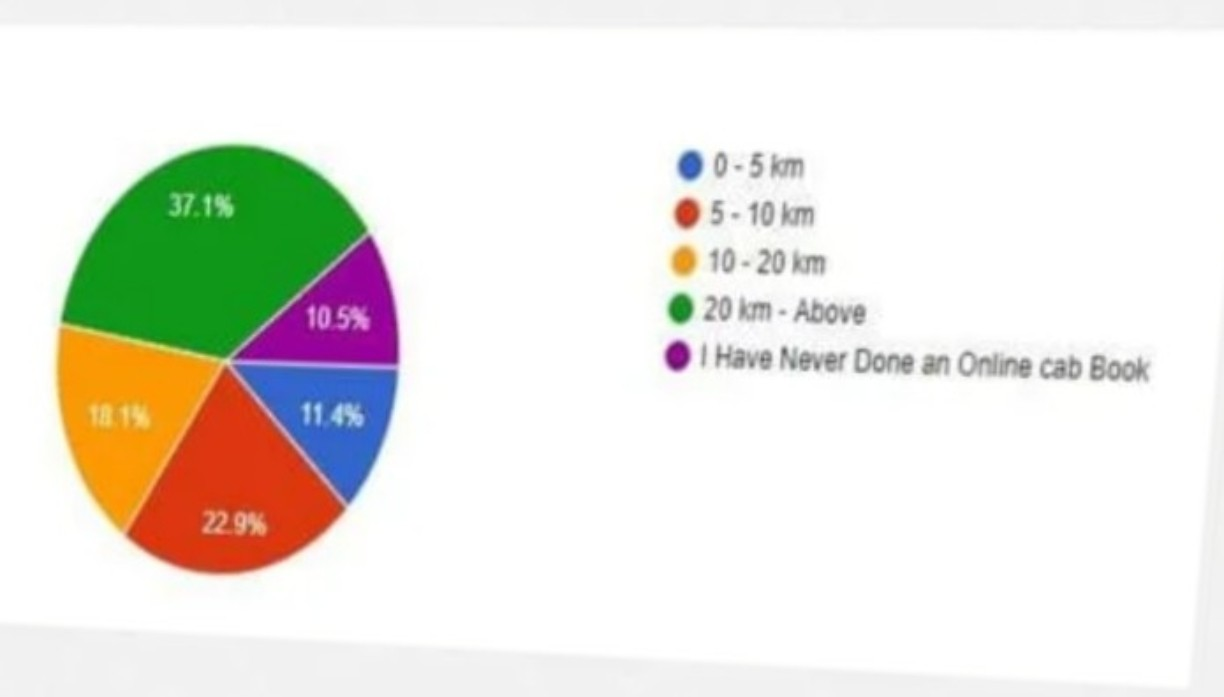 37.1%
10.5%
18.1%
11.4%
22.9%
0 - 5 km
5 - 10 km
10 - 20 km
20 km - Above
I Have Never Done an Online cab Book